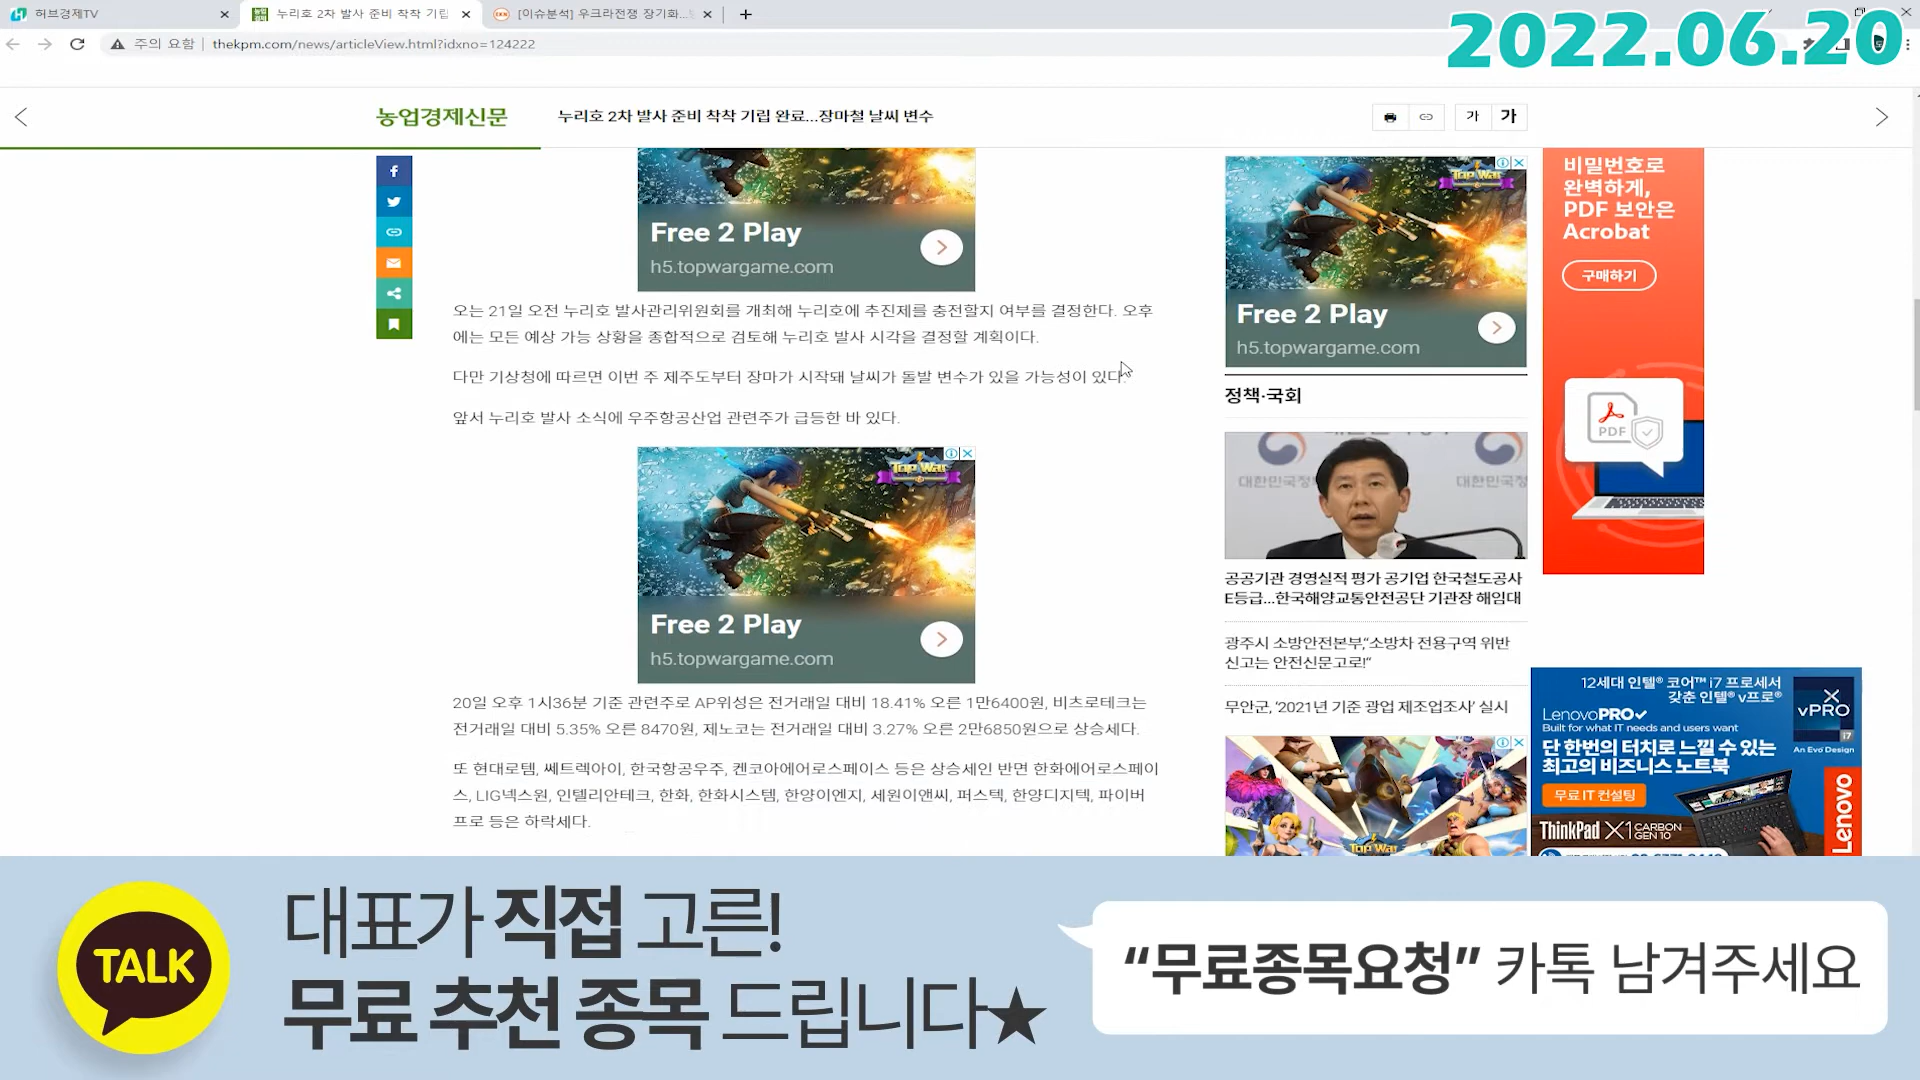 허브경제TV
누리호 2차 발사 준비 착착 기립
[이슈분석] 우크라전쟁 장기화...
주의 요함
thekpm.com/news/articleView.html?idxno=124222
2022.06.20
농업경제신문
누리호 2차 발사 준비 착착 기립 완료...장마철 날씨 변수
가 가
Free 2 Play
h5.topwargame.com
오는 21일 오전 누리호 발사관리위원회를 개최해 누리호에 추진제를 충전할지 여부를 결정한다. 오후
에는 모든 예상 가능 상황을 종합적으로 검토해 누리호 발사 시각을 결정할 계획이다.
다만 기상청에 따르면 이번 주 제주도부터 장마가 시작돼 날씨가 돌발 변수가 있을 가능성이 있다.
앞서 누리호 발사 소식에 우주항공산업 관련주가 급등한 바 있다.
Top War
Free 2 Play
h5.topwargame.com
20일 오후 1시36분 기준 관련주로 AP위성은 전거래일 대비 18.41% 오른 1만6400원, 비츠로테크는
전거래일 대비 5.35% 오른 8470원, 제노코는 전거래일 대비 3.27% 오른 2만6850원으로 상승세다.
또 현대로템, 쎄트렉아이, 한국항공우주, 켄코아에어로스페이스 등은 상승세인 반면 한화에어로스페이
스, LIG넥스원, 인텔리안테크, 한화, 한화시스템, 한양이엔지, 세원이앤씨, 퍼스텍, 한양디지텍, 파이버
프로 등은 하락세다.
Top War
Free 2 Play
h5.topwargame.com
정책·국회
대한민국정부
대한민국정
공공기관 경영실적 평가 공기업 한국철도공사
E등급...한국해양교통안전공단 기관장 해임대
광주시 소방안전본부,“소방차 전용구역 위반
신고는 안전신문고로!“
무안군, ‘2021년 기준 광업 제조업조사’ 실시
Top War
비밀번호로
완벽하게,
PDF 보안은
Acrobat
구매하기
PDF
12세대 인텔® 코어™ i7 프로세서
갖춘 인텔® v프로®
LenovoPRO
Built for what IT needs and users want
단 한번의 터치로 느낄 수 있는
최고의 비즈니스 노트북
무료 IT 컨설팅
ThinkPad X1 CARBON
GEN 10
vPRO
i7
An Evo Design
Lenovo
TALK
대표가 직접 고른!
무료 추천 종목 드립니다★
“무료종목요청” 카톡 남겨주세요